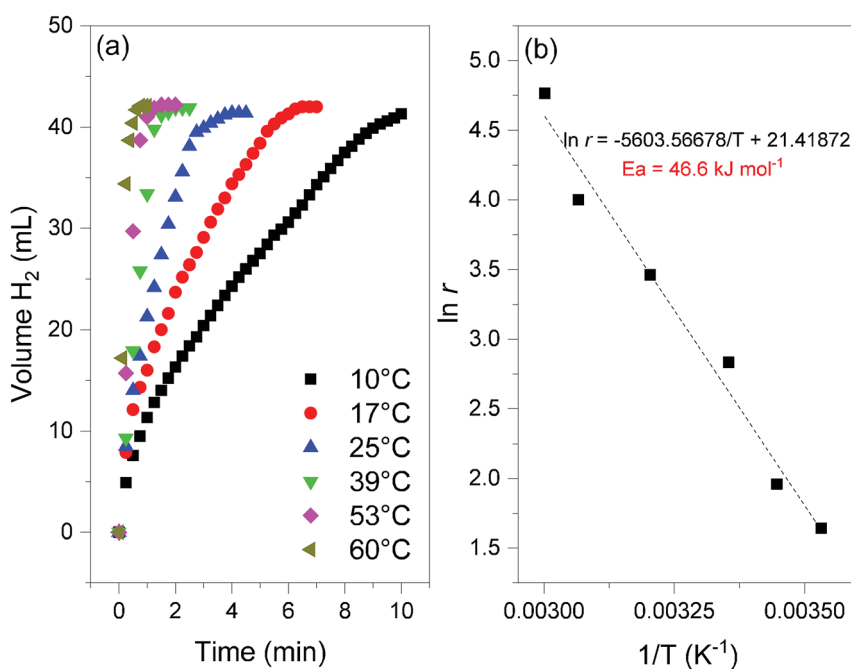 (a)
50
40
30
20
10
0
Volume H₂ (mL)
0 2 4 6 8 10
Time (min)
10°C
17°C
25°C
39°C
53°C
60°C
(b)
5.0
4.5
4.0
3.5
3.0
2.5
2.0
1.5
ln r
ln r = -5603.56678/T + 21.41872
Ea = 46.6 kJ mol⁻¹
0.00300 0.00325 0.00350
1/T (K⁻¹)